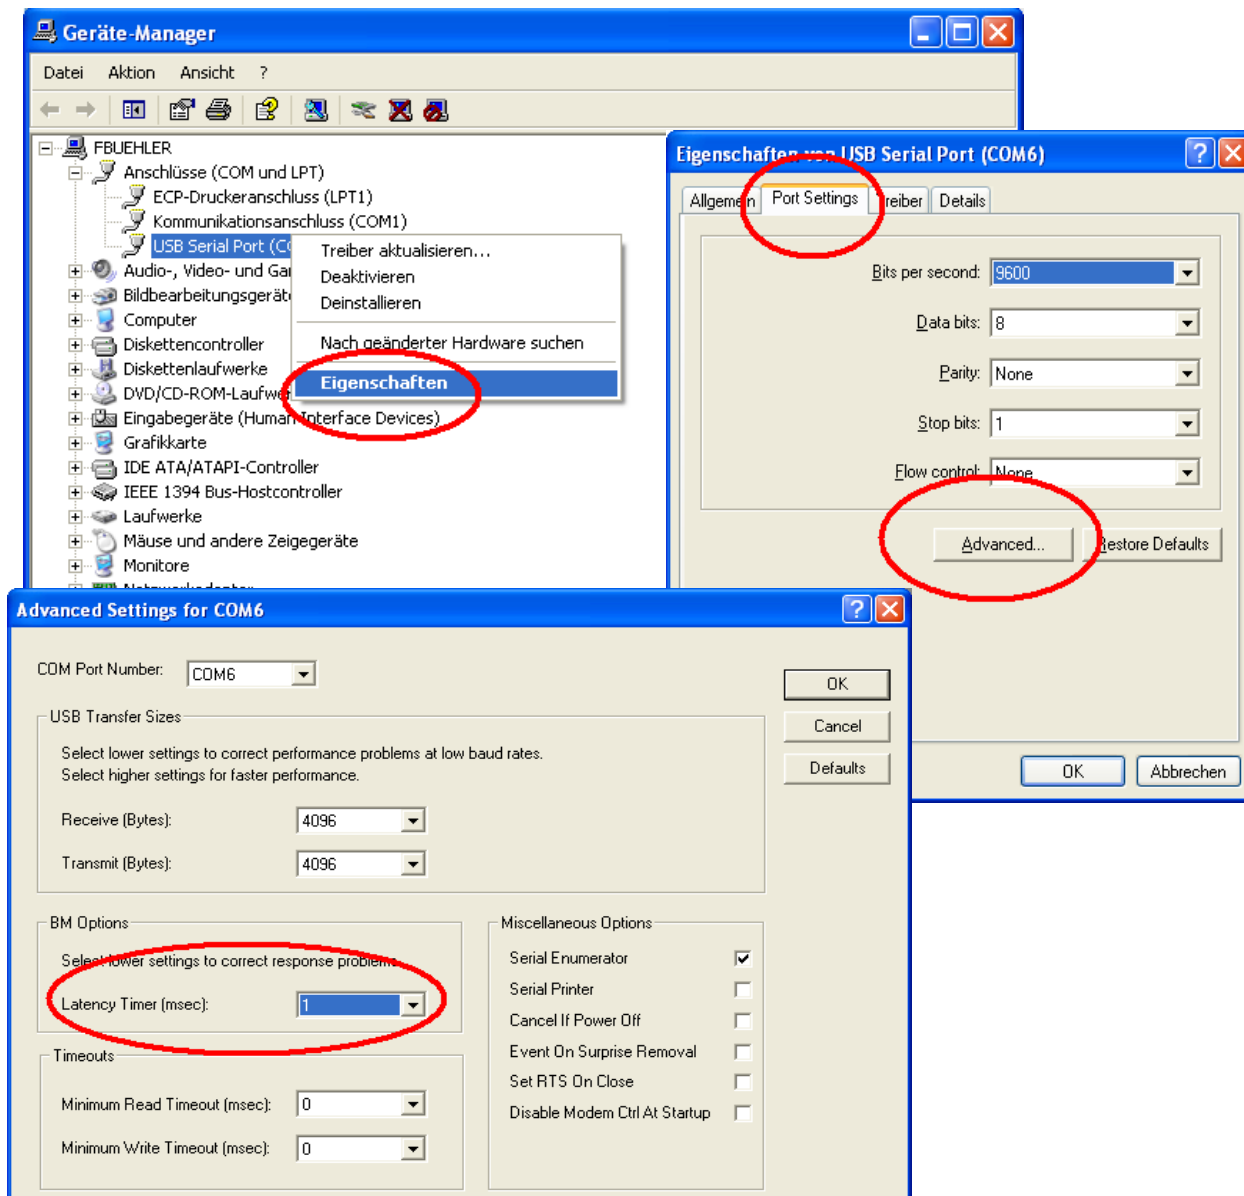 Geräte-Manager
Datei Aktion Ansicht ?
FBUEHLER
Anschlüsse (COM und LPT)
ECP-Druckeranschluss (LPT1)
Kommunikationsanschluss (COM1)
USB Serial Port (CO
Audio-, Video- und Ga
Bildbearbeitungsgerät
Computer
Diskettencontroller
Diskettenlaufwerke
DVD/CD-ROM-Laufwer
Eingabegeräte (Human Interface Devices)
Grafikkarte
IDE ATA/ATAPI-Controller
IEEE 1394 Bus-Hostcontroller
Laufwerke
Mäuse und andere Zeigegeräte
Monitore
Treiber aktualisieren...
Deaktivieren
Deinstallieren
Nach geänderter Hardware suchen
Eigenschaften
Eigenschaften von USB Serial Port (COM6)
Allgemein Port Settings Treiber Details
Bits per second: 9600
Data bits: 8
Parity: None
Stop bits: 1
Flow control: None
Advanced... Restore Defaults
OK Abbrechen
Advanced Settings for COM6
COM Port Number: COM6
OK
Cancel
Defaults
USB Transfer Sizes
Select lower settings to correct performance problems at low baud rates.
Select higher settings for faster performance.
Receive (Bytes): 4096
Transmit (Bytes): 4096
BM Options
Select lower settings to correct response problems.
Latency Timer (msec): 1
Timeouts
Minimum Read Timeout (msec): 0
Minimum Write Timeout (msec): 0
Miscellaneous Options
Serial Enumerator
Serial Printer
Cancel If Power Off
Event On Surprise Removal
Set RTS On Close
Disable Modem Ctrl At Startup